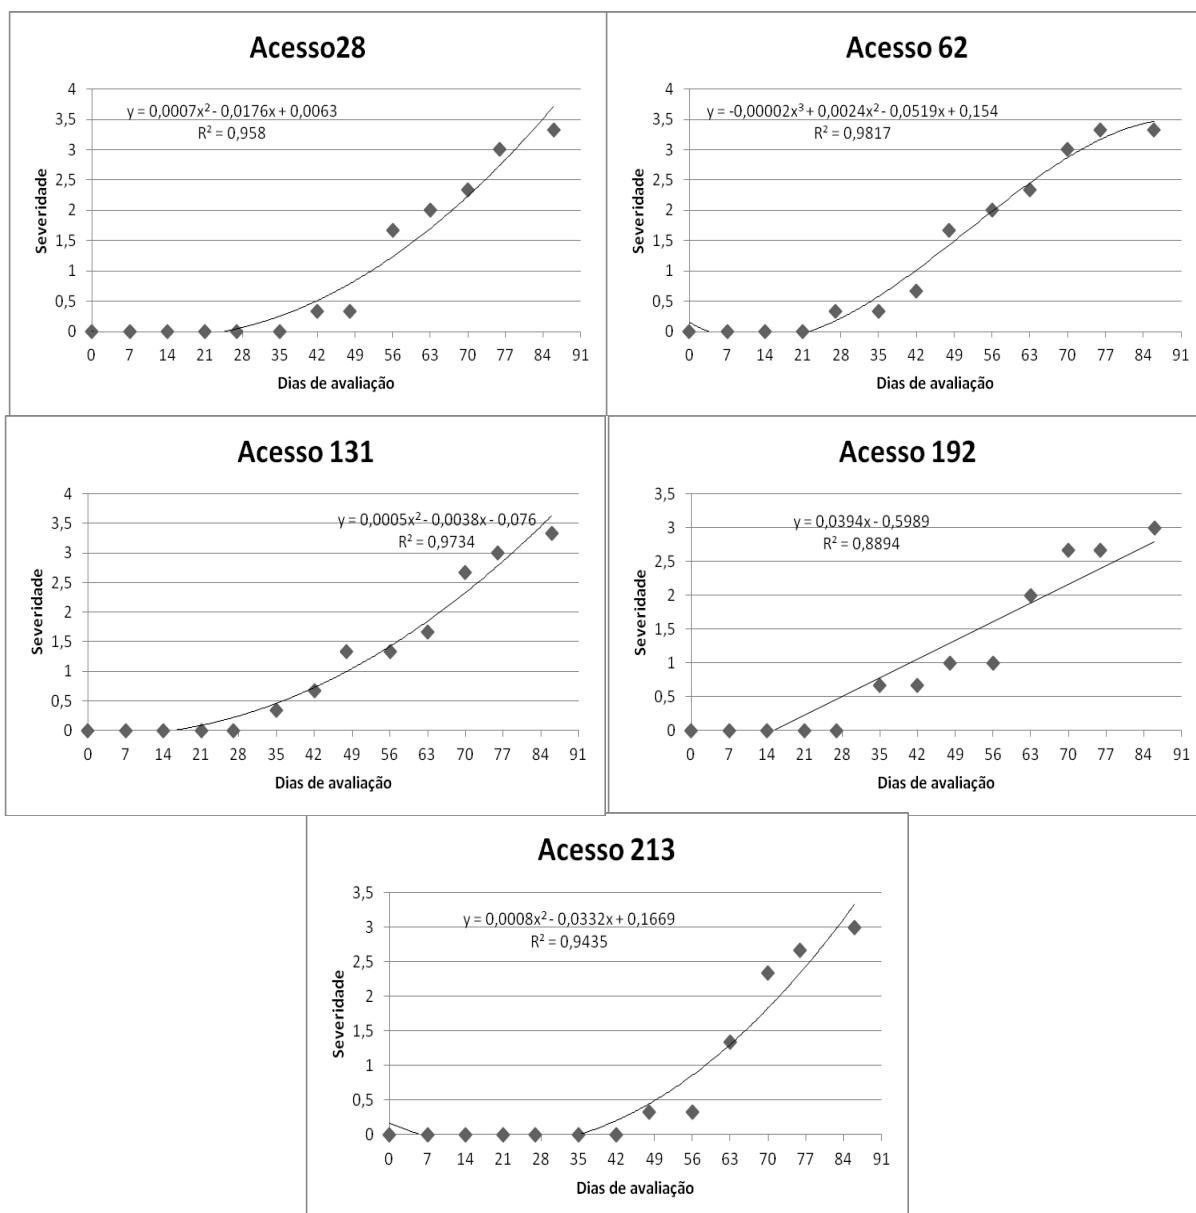 Acesso28
4
3,5
3
2,5
2
1,5
1
0,5
0
y = 0,0007x² - 0,0176x + 0,0063
R² = 0,958
Severidade
0 7 14 21 28 35 42 49 56 63 70 77 84 91
Dias de avaliação
Acesso 62
4
3,5
3
2,5
2
1,5
1
0,5
0
y = -0,00002x³ + 0,0024x² - 0,0519x + 0,154
R² = 0,9817
Severidade
0 7 14 21 28 35 42 49 56 63 70 77 84 91
Dias de avaliação
Acesso 131
4
3,5
3
2,5
2
1,5
1
0,5
0
y = 0,0005x² - 0,0038x - 0,076
R² = 0,9734
Severidade
0 7 14 21 28 35 42 49 56 63 70 77 84 91
Dias de avaliação
Acesso 192
3,5
3
2,5
2
1,5
1
0,5
0
y = 0,0394x - 0,5989
R² = 0,8894
Severidade
0 7 14 21 28 35 42 49 56 63 70 77 84 91
Dias de avaliação
Acesso 213
3,5
3
2,5
2
1,5
1
0,5
0
y = 0,0008x² - 0,0332x + 0,1669
R² = 0,9435
Severidade
0 7 14 21 28 35 42 49 56 63 70 77 84 91
Dias de avaliação